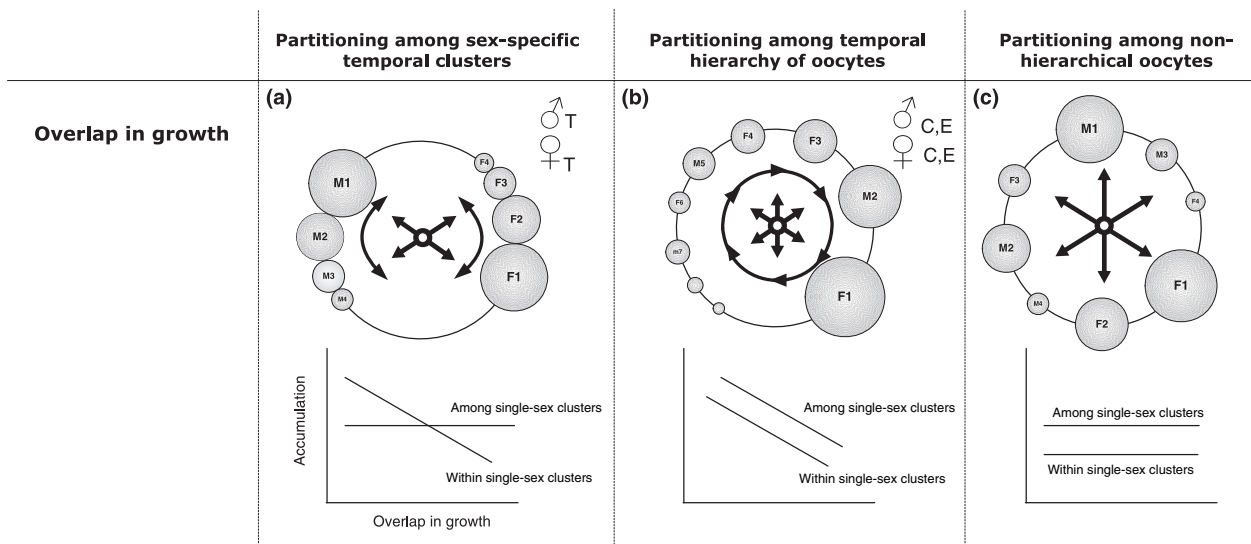 Partitioning among sex-specific
temporal clusters
Partitioning among temporal
hierarchy of oocytes
Partitioning among non-
hierarchical oocytes
Overlap in growth
(a)
♂ T
♀ T
M1
M2
M3
M4
F4
F3
F2
F1
Accumulation
Among single-sex clusters
Within single-sex clusters
Overlap in growth
(b)
♂ C,E
♀ C,E
F4
F3
M5
M2
F6
m7
F1
Among single-sex clusters
Within single-sex clusters
(c)
M1
M3
F3
F4
M2
F1
M4
F2
Among single-sex clusters
Within single-sex clusters